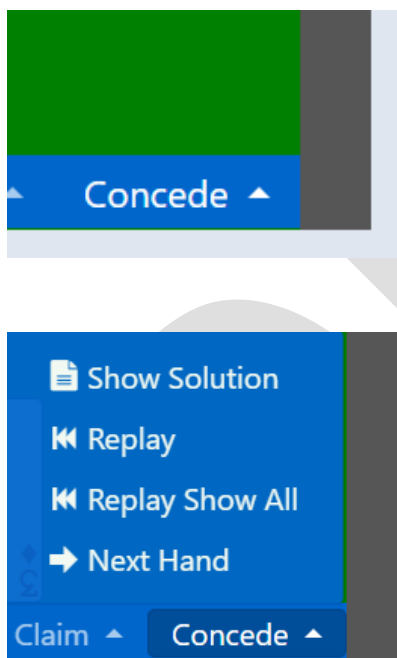 Concede
Show Solution
Replay
Replay Show All
Next Hand
Claim Concede